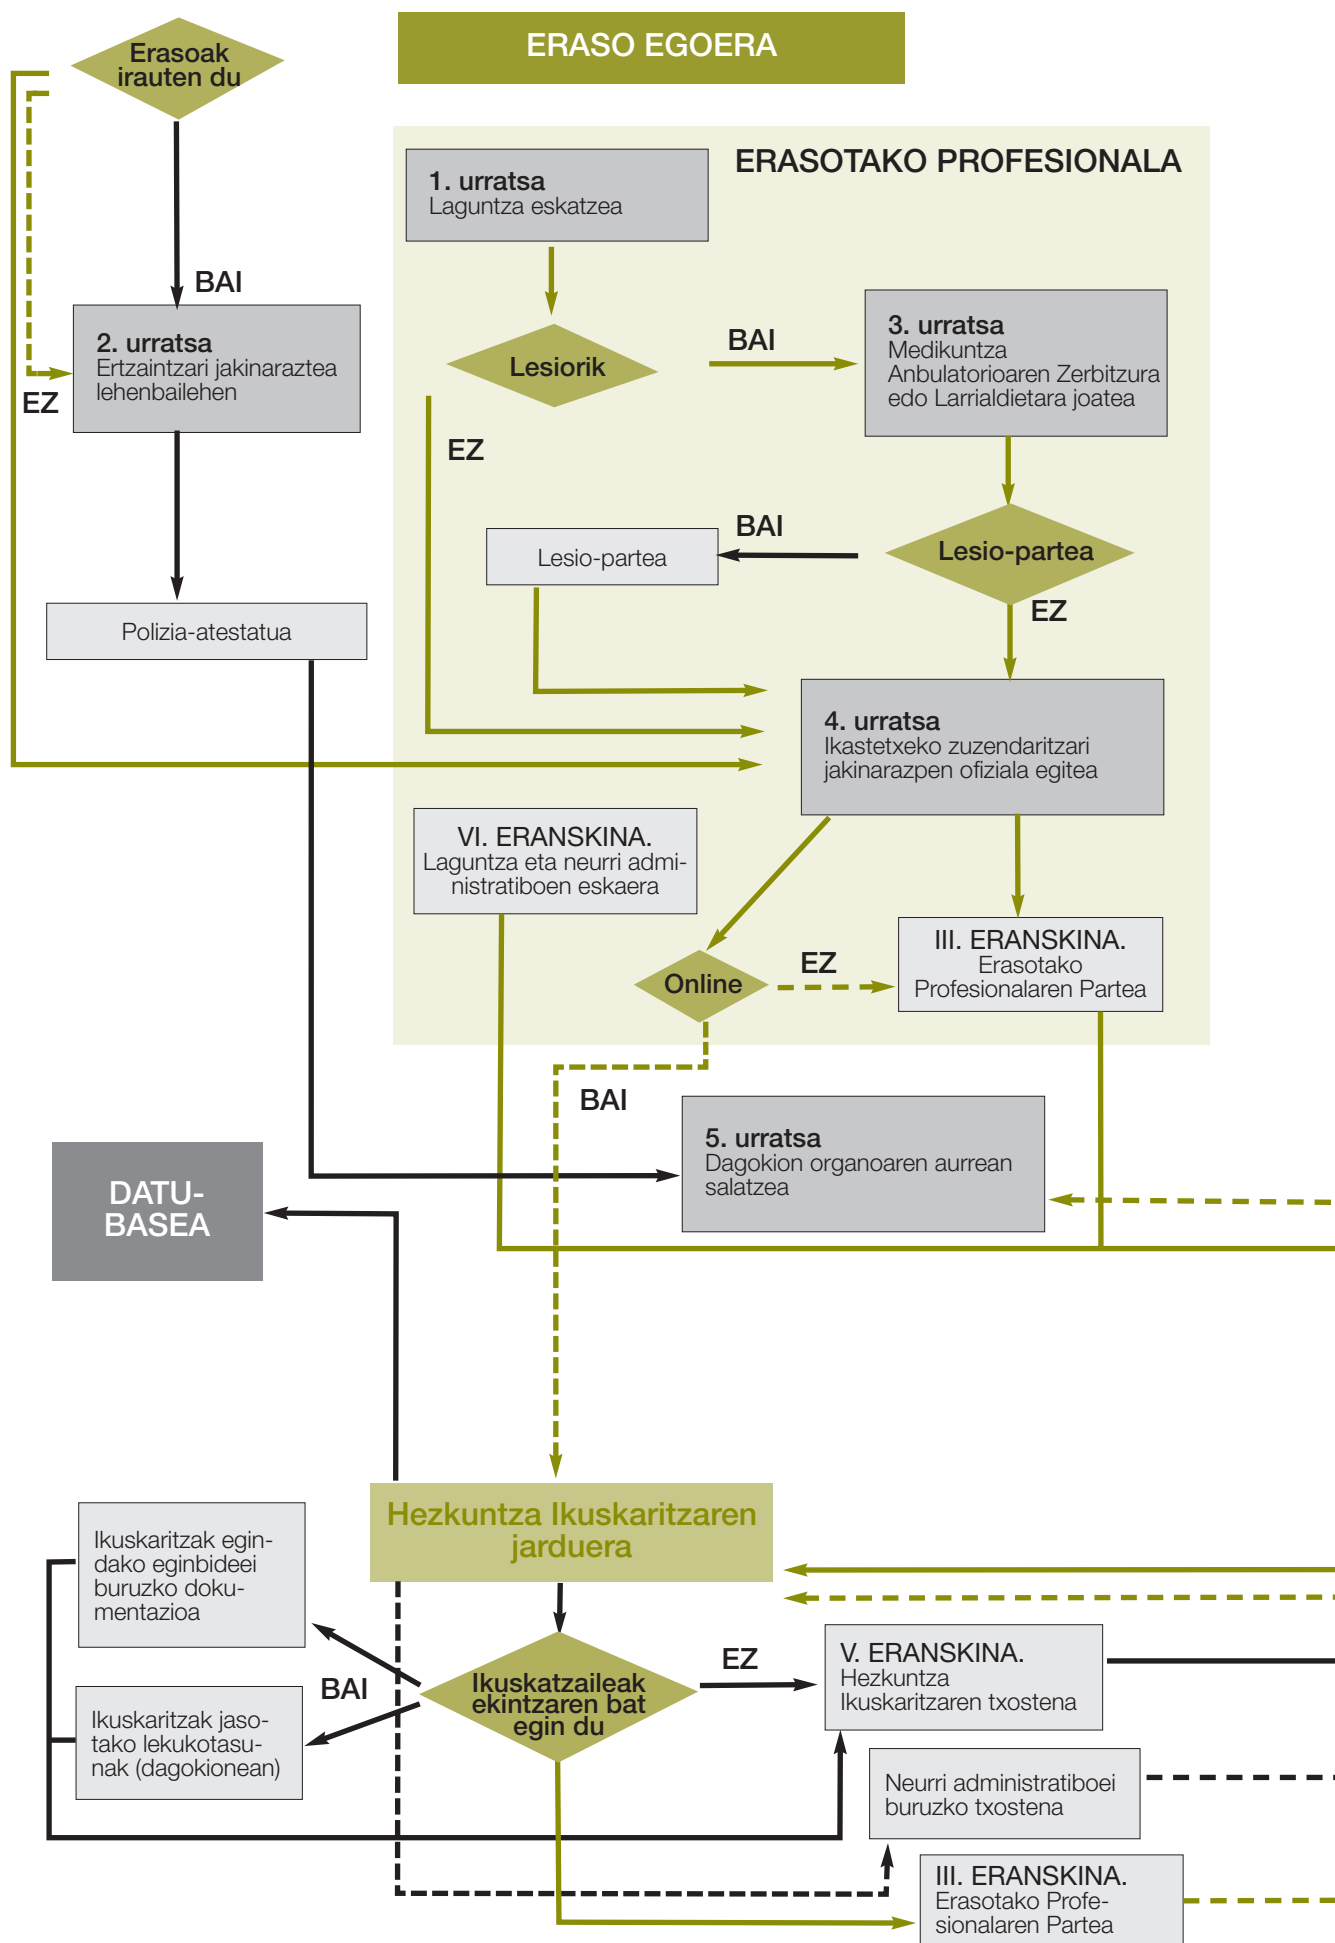 ERASO EGOERA
Erasoak
irauten du
ERASOTAKO PROFESIONALA
1. urratsa
Laguntza eskatzea
BAI
2. urratsa
Ertzaintzari jakinaraztea
lehenbailehen
EZ
Lesiorik
BAI
3. urratsa
Medikuntza
Anbulatorioaren Zerbitzura
edo Larrialdietara joatea
EZ
BAI
Lesio-partea
Lesio-partea
EZ
Polizia-atestatua
4. urratsa
Ikastetxeko zuzendaritzari
jakinarazpen ofiziala egitea
VI. ERANSKINA.
Laguntza eta neurri admi-
nistratiboen eskaera
III. ERANSKINA.
Erasotako
Profesionalaren Partea
Online
EZ
BAI
5. urratsa
Dagokion organoaren aurrean
salatzea
DATU-
BASEA
Hezkuntza Ikuskaritzaren
jarduera
Ikuskaritzak egin-
dako eginbideei
buruzko doku-
mentazioa
BAI
Ikuskatzaileak
ekintzaren bat
egin du
EZ
V. ERANSKINA.
Hezkuntza
Ikuskaritzaren txostena
Ikuskaritzak jaso-
tako lekukotasu-
nak (dagokionean)
Neurri administratiboei
buruzko txostena
III. ERANSKINA.
Erasotako Profe-
sionalaren Partea